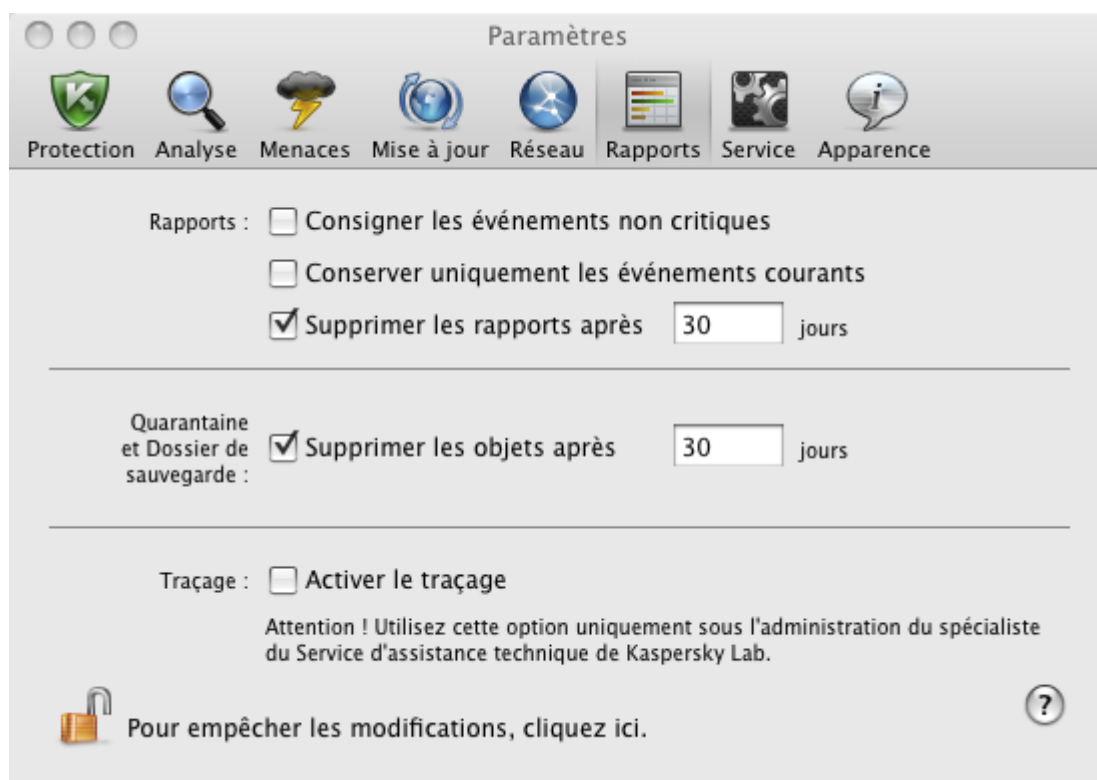 Paramètres
Protection Analyse Menaces Mise à jour Réseau Rapports Service Apparence
Rapports : Consigner les événements non critiques
Conserver uniquement les événements courants
Supprimer les rapports après 30 jours
Quarantaine
et Dossier de
sauvegarde :
Supprimer les objets après 30 jours
Traçage : Activer le traçage
Attention ! Utilisez cette option uniquement sous l'administration du spécialiste
du Service d'assistance technique de Kaspersky Lab.
Pour empêcher les modifications, cliquez ici.
?